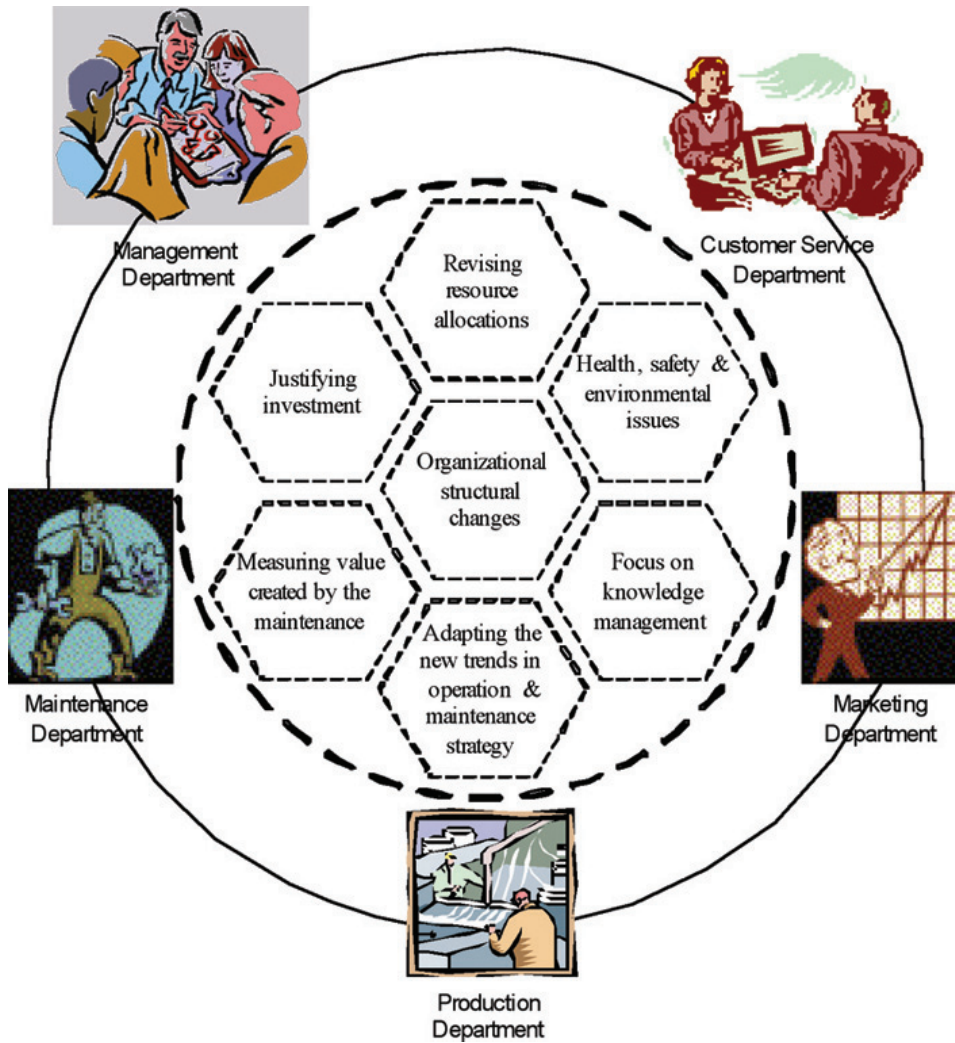 Management
Department
Customer Service
Department
Revising
resource
allocations
Justifying
investment
Health, safety &
environmental
issues
Organizational
structural
changes
Measuring value
created by the
maintenance
Focus on
knowledge
management
Adapting the
new trends in
operation &
maintenance
strategy
Maintenance
Department
Marketing
Department
Production
Department